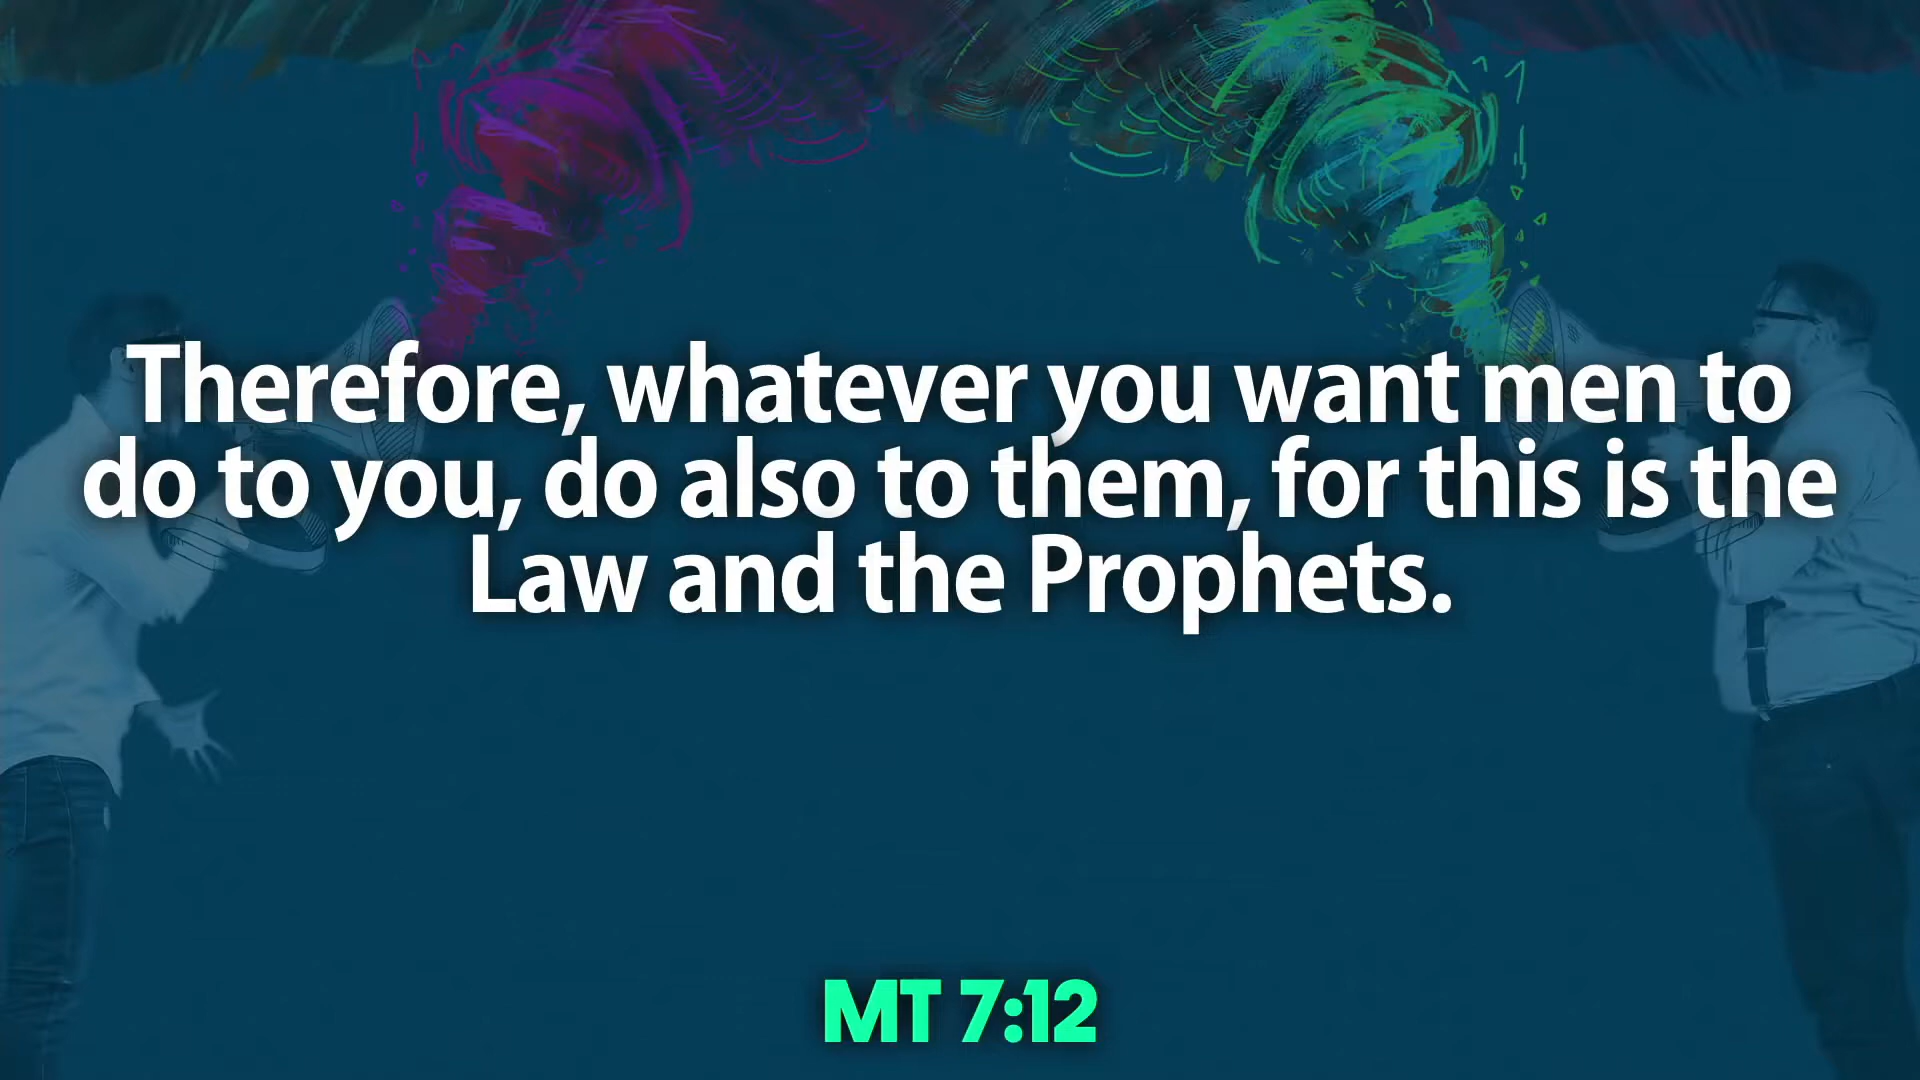 Therefore, whatever you want men to
do to you, do also to them, for this is the
Law and the Prophets.
MT 7:12